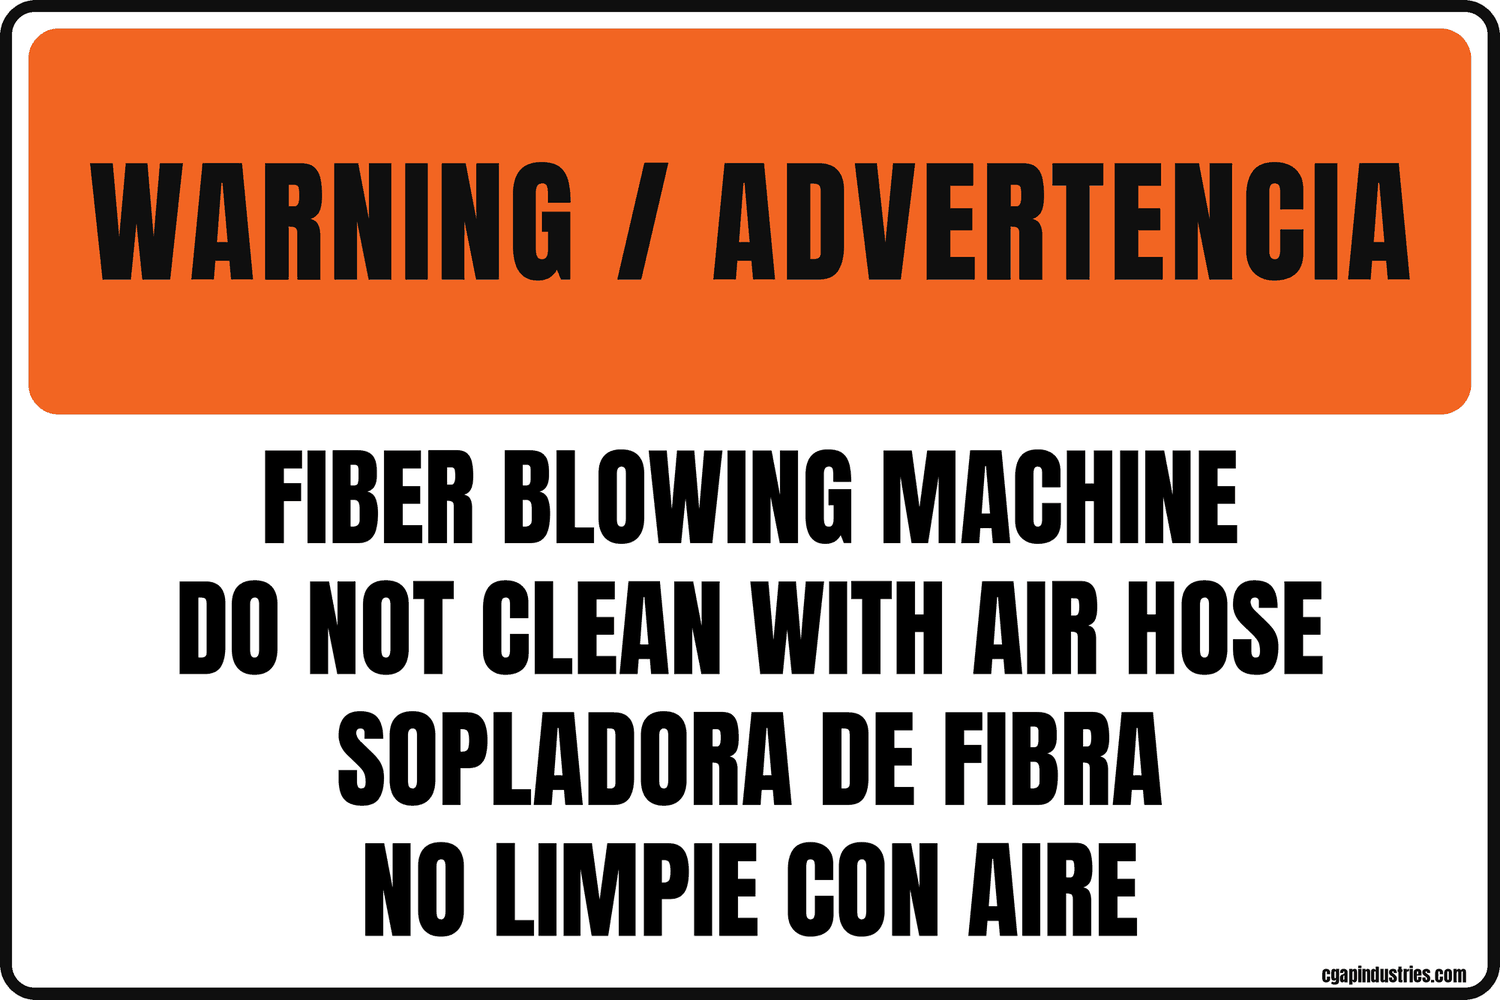 WARNING / ADVERTENCIA
FIBER BLOWING MACHINE
DO NOT CLEAN WITH AIR HOSE
SOPLADORA DE FIBRA
NO LIMPIE CON AIRE
cgapindustries.com